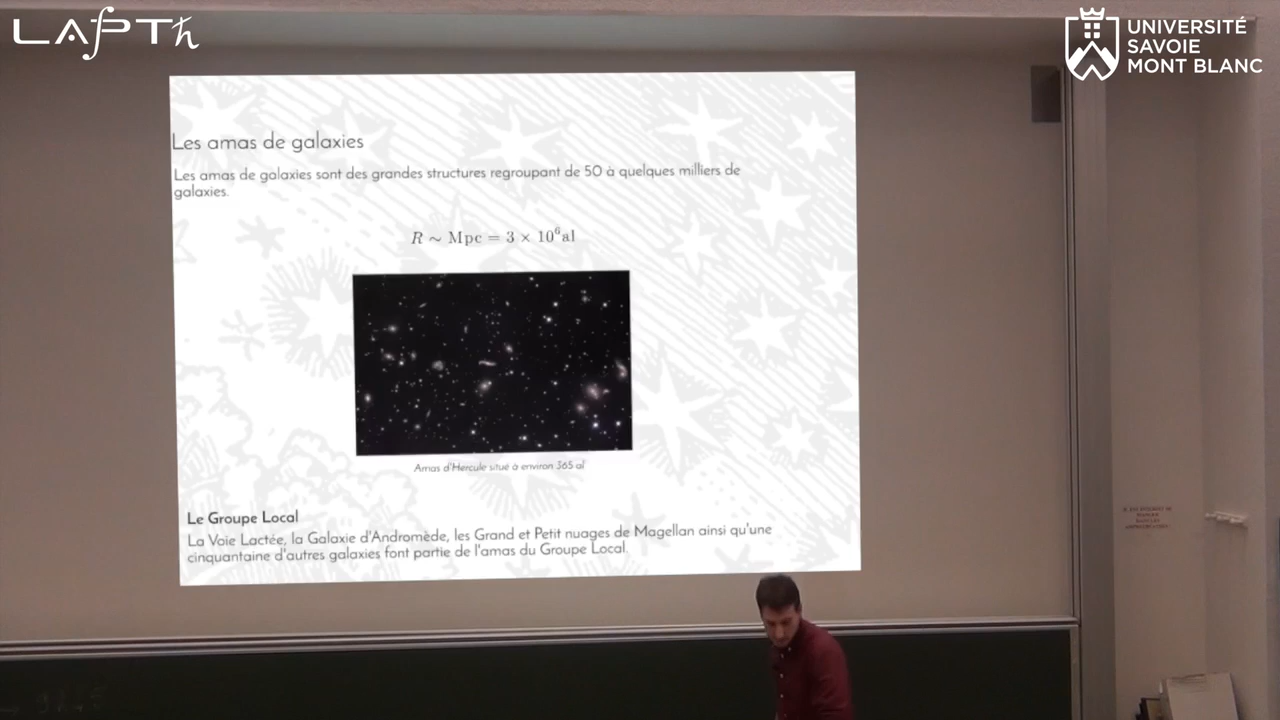 LAPTh
UNIVERSITÉ
SAVOIE
MONT BLANC
Les amas de galaxies
Les amas de galaxies sont des grandes structures regroupant de 50 à quelques milliers de
galaxies.
R ∼ Mpc = 3 × 10⁶al
Amas d'Hercule situé à environ 365 al
Le Groupe Local
La Voie Lactée, la Galaxie d'Andromède, les Grand et Petit nuages de Magellan ainsi qu'une
cinquantaine d'autres galaxies font partie de l'amas du Groupe Local.